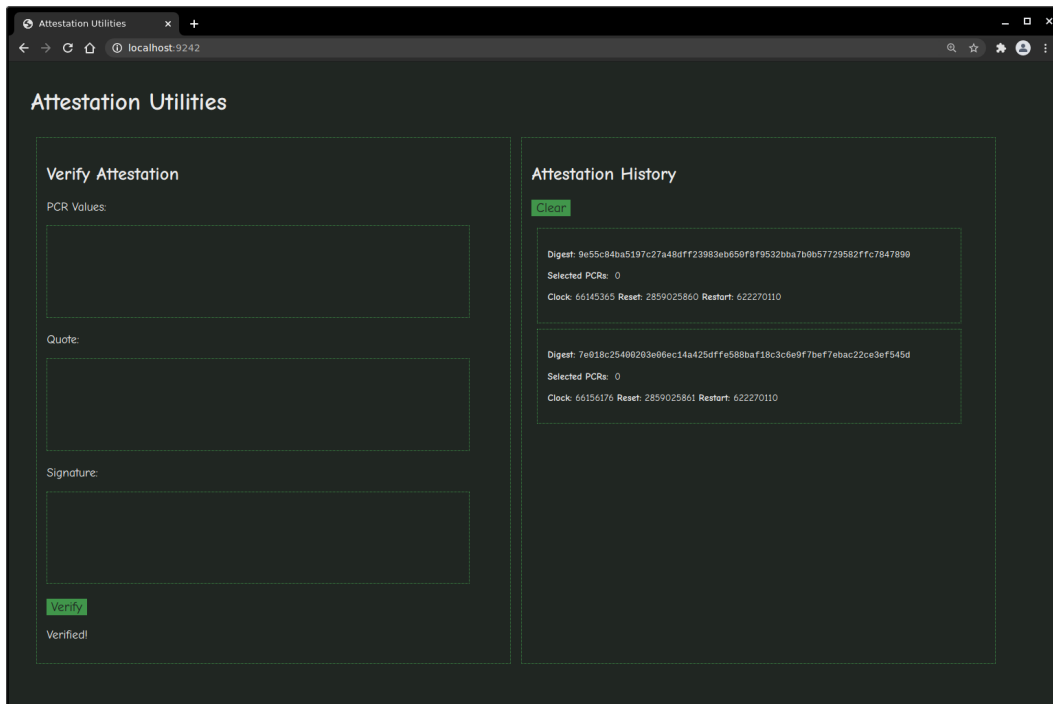 Attestation Utilities
localhost:9242
Attestation Utilities
Verify Attestation
PCR Values:
Quote:
Signature:
Verify
Verified!
Attestation History
Clear
Digest: 9e55c84ba5197c27a48dff23983eb650f8f9532bba7b0b57729582ffc7847890
Selected PCRs: 0
Clock: 66145365 Reset: 2859025860 Restart: 622270110
Digest: 7e018c25400203e06ec14a425dffe588baf18c3c6e9f7bef7ebac22ce3ef545d
Selected PCRs: 0
Clock: 66156176 Reset: 2859025861 Restart: 622270110